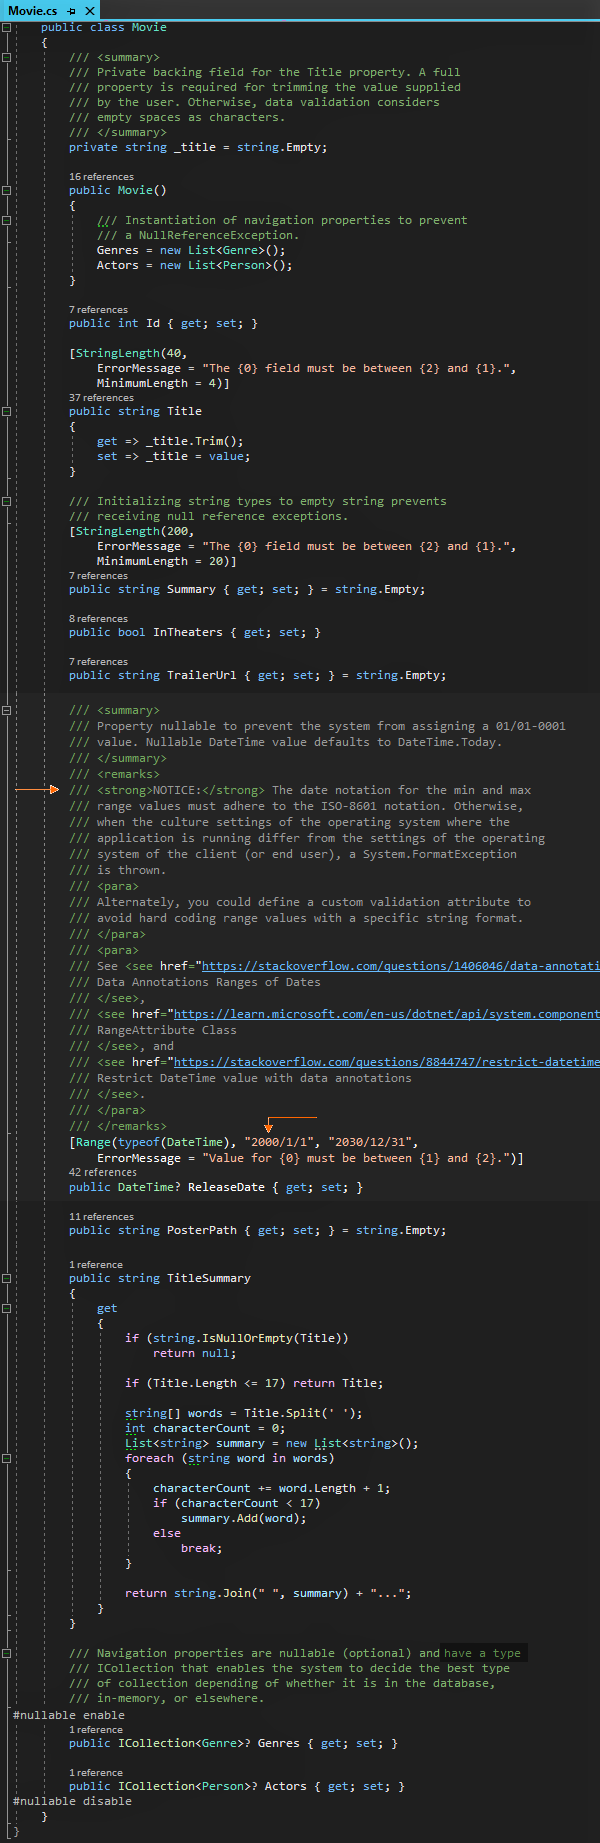 Movie.cs
public class Movie
{
/// <summary>
/// Private backing field for the Title property. A full
/// property is required for trimming the value supplied
/// by the user. Otherwise, data validation considers
/// empty spaces as characters.
/// </summary>
private string _title = string.Empty;
16 references
public Movie()
{
/// Instantiation of navigation properties to prevent
/// a NullReferenceException.
Genres = new List<Genre>();
Actors = new List<Person>();
}
7 references
public int Id { get; set; }
[StringLength(40,
ErrorMessage = "The {0} field must be between {2} and {1}.",
MinimumLength = 4)]
37 references
public string Title
{
get => _title.Trim();
set => _title = value;
}
/// Initializing string types to empty string prevents
/// receiving null reference exceptions.
[StringLength(200,
ErrorMessage = "The {0} field must be between {2} and {1}.",
MinimumLength = 20)]
7 references
public string Summary { get; set; } = string.Empty;
8 references
public bool InTheaters { get; set; }
7 references
public string TrailerUrl { get; set; } = string.Empty;
/// <summary>
/// Property nullable to prevent the system from assigning a 01/01-0001
/// value. Nullable DateTime value defaults to DateTime.Today.
/// </summary>
/// <remarks>
/// <strong>NOTICE:</strong> The date notation for the min and max
/// range values must adhere to the ISO-8601 notation. Otherwise,
/// when the culture settings of the operating system where the
/// application is running differ from the settings of the operating
/// system of the client (or end user), a System.FormatException
/// is thrown.
/// <para>
/// Alternately, you could define a custom validation attribute to
/// avoid hard coding range values with a specific string format.
/// </para>
/// <para>
/// See <see href="https://stackoverflow.com/questions/1406046/data-annotati
/// Data Annotations Ranges of Dates
/// </see>,
/// <see href="https://learn.microsoft.com/en-us/dotnet/api/system.component
/// RangeAttribute Class
/// </see>, and
/// <see href="https://stackoverflow.com/questions/8844747/restrict-datetime
/// Restrict DateTime value with data annotations
/// </see>.
/// </para>
/// </remarks>
[Range(typeof(DateTime), "2000/1/1", "2030/12/31",
ErrorMessage = "Value for {0} must be between {1} and {2}.")]
42 references
public DateTime? ReleaseDate { get; set; }
11 references
public string PosterPath { get; set; } = string.Empty;
1 reference
public string TitleSummary
{
get
{
if (string.IsNullOrEmpty(Title))
return null;
if (Title.Length <= 17) return Title;
string[] words = Title.Split(' ');
int characterCount = 0;
List<string> summary = new List<string>();
foreach (string word in words)
{
characterCount += word.Length + 1;
if (characterCount < 17)
summary.Add(word);
else
break;
}
return string.Join(" ", summary) + "...";
}
}
/// Navigation properties are nullable (optional) and have a type
/// ICollection that enables the system to decide the best type
/// of collection depending of whether it is in the database,
/// in-memory, or elsewhere.
#nullable enable
1 reference
public ICollection<Genre>? Genres { get; set; }
1 reference
public ICollection<Person>? Actors { get; set; }
#nullable disable
}
}